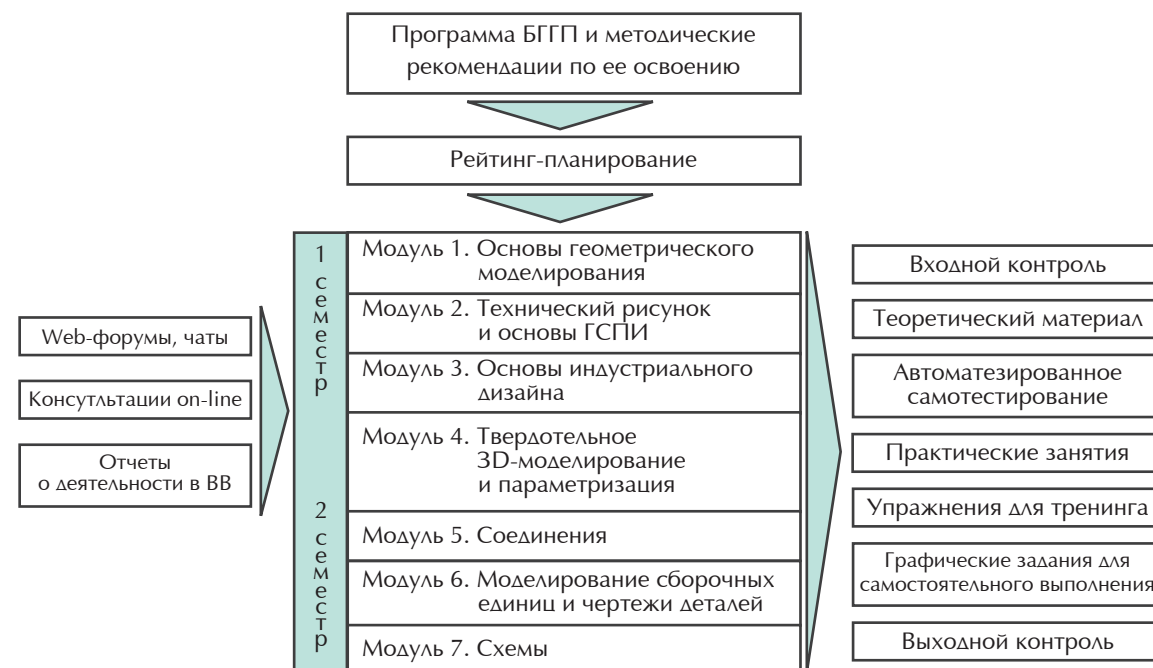 Программа БГГП и методические
рекомендации по ее освоению
Рейтинг-планирование
1 семестр
2 семестр
Модуль 1. Основы геометрического
моделирования
Модуль 2. Технический рисунок
и основы ГСПИ
Модуль 3. Основы индустриального
дизайна
Модуль 4. Твердотельное
3D-моделирование
и параметризация
Модуль 5. Соединения
Модуль 6. Моделирование сборочных
единиц и чертежи деталей
Модуль 7. Схемы
Web-форумы, чаты
Консутльтации on-line
Отчеты
о деятельности в ВВ
Входной контроль
Теоретический материал
Автоматезированное
самотестирование
Практические занятия
Упражнения для тренинга
Графические задания для
самостоятельного выполнения
Выходной контроль